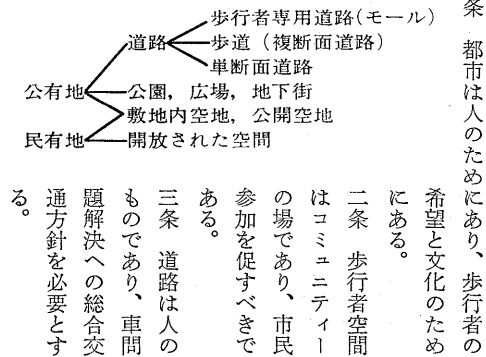 条　都市は人のためにあり、歩行者の
希望と文化のため
にある。
二条　歩行者空間
はコミュニティー
の場であり、市民
参加を促すべきで
ある。
三条　道路は人の
ものであり、車問
題解決への総合交
通方針を必要とす
る。
歩行者専用道路(モール)
道路 歩道（複断面道路）
単断面道路
公有地 公園，広場，地下街
敷地内空地，公開空地
民有地 開放された空間